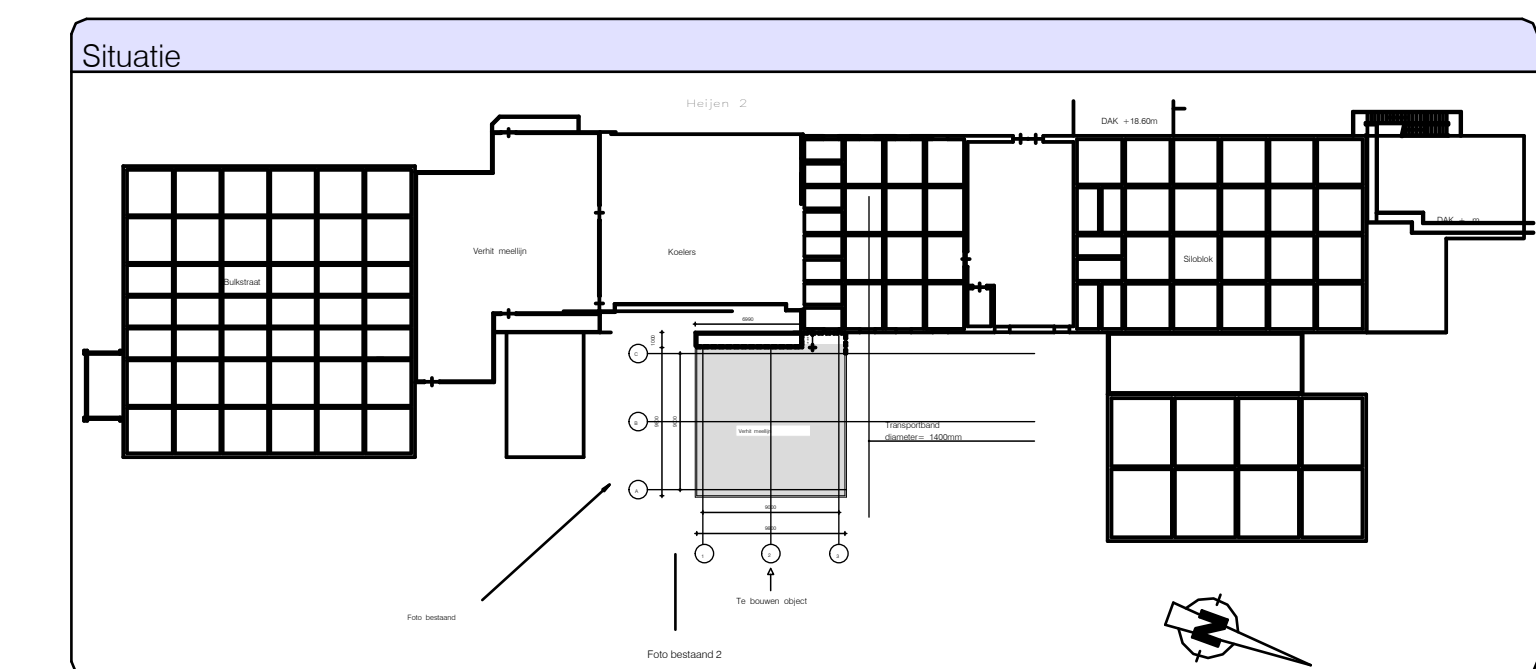 Situatie
Heijen 2
DAK +18.60m
DAK + m
Verhit meellijn
Koelers
Siloblok
Bulkstraat
6990
1000
C
B
A
9000
Verhit meellijn
Transportband
diameter= 1400mm
9000
9800
1
2
3
Te bouwen object
Foto bestaand
Foto bestaand 2
N